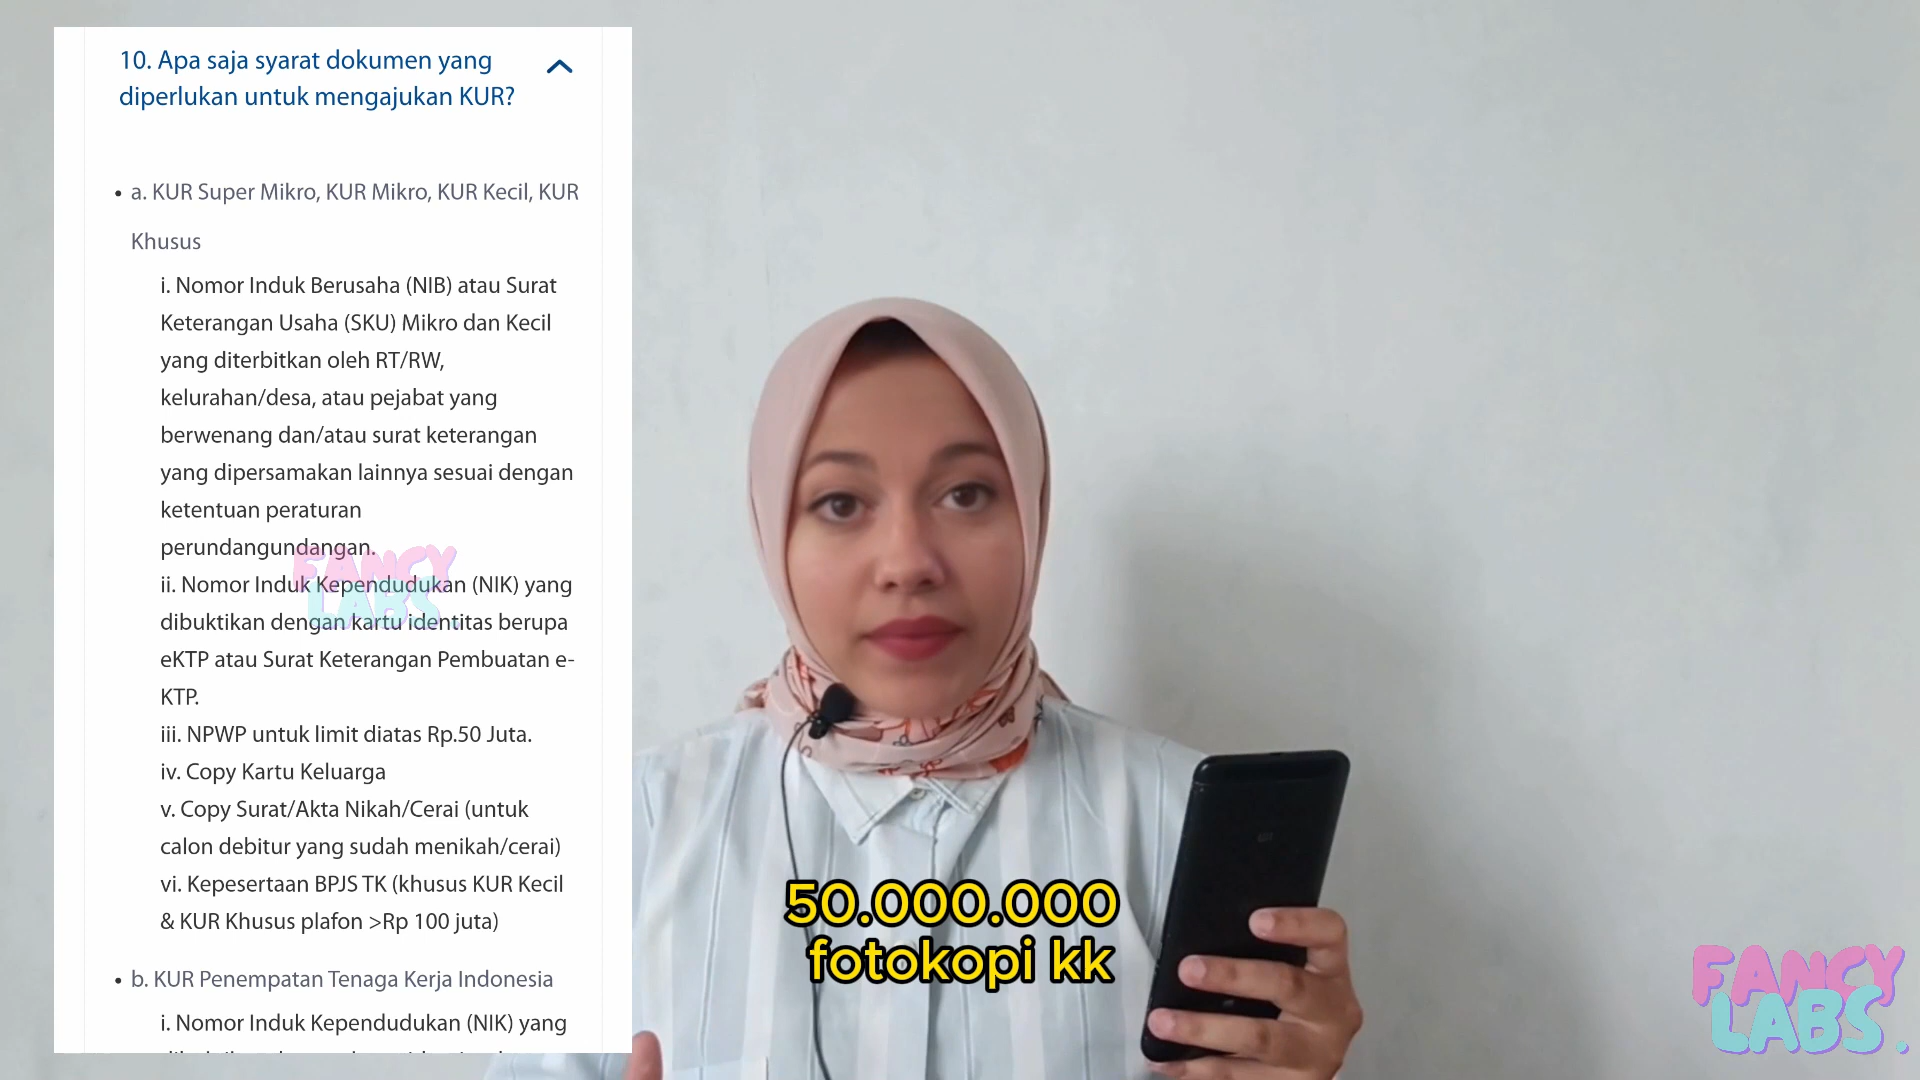 10. Apa saja syarat dokumen yang
diperlukan untuk mengajukan KUR?
• a. KUR Super Mikro, KUR Mikro, KUR Kecil, KUR
Khusus
i. Nomor Induk Berusaha (NIB) atau Surat
Keterangan Usaha (SKU) Mikro dan Kecil
yang diterbitkan oleh RT/RW,
kelurahan/desa, atau pejabat yang
berwenang dan/atau surat keterangan
yang dipersamakan lainnya sesuai dengan
ketentuan peraturan
perundangundangan.
ii. Nomor Induk Kependudukan (NIK) yang
dibuktikan dengan kartu identitas berupa
eKTP atau Surat Keterangan Pembuatan e-
KTP.
iii. NPWP untuk limit diatas Rp.50 Juta.
iv. Copy Kartu Keluarga
v. Copy Surat/Akta Nikah/Cerai (untuk
calon debitur yang sudah menikah/cerai)
vi. Kepesertaan BPJS TK (khusus KUR Kecil
& KUR Khusus plafon >Rp 100 juta)
• b. KUR Penempatan Tenaga Kerja Indonesia
i. Nomor Induk Kependudukan (NIK) yang
FANCY
LABS.
50.000.000
fotokopi kk
FANCY
LABS.